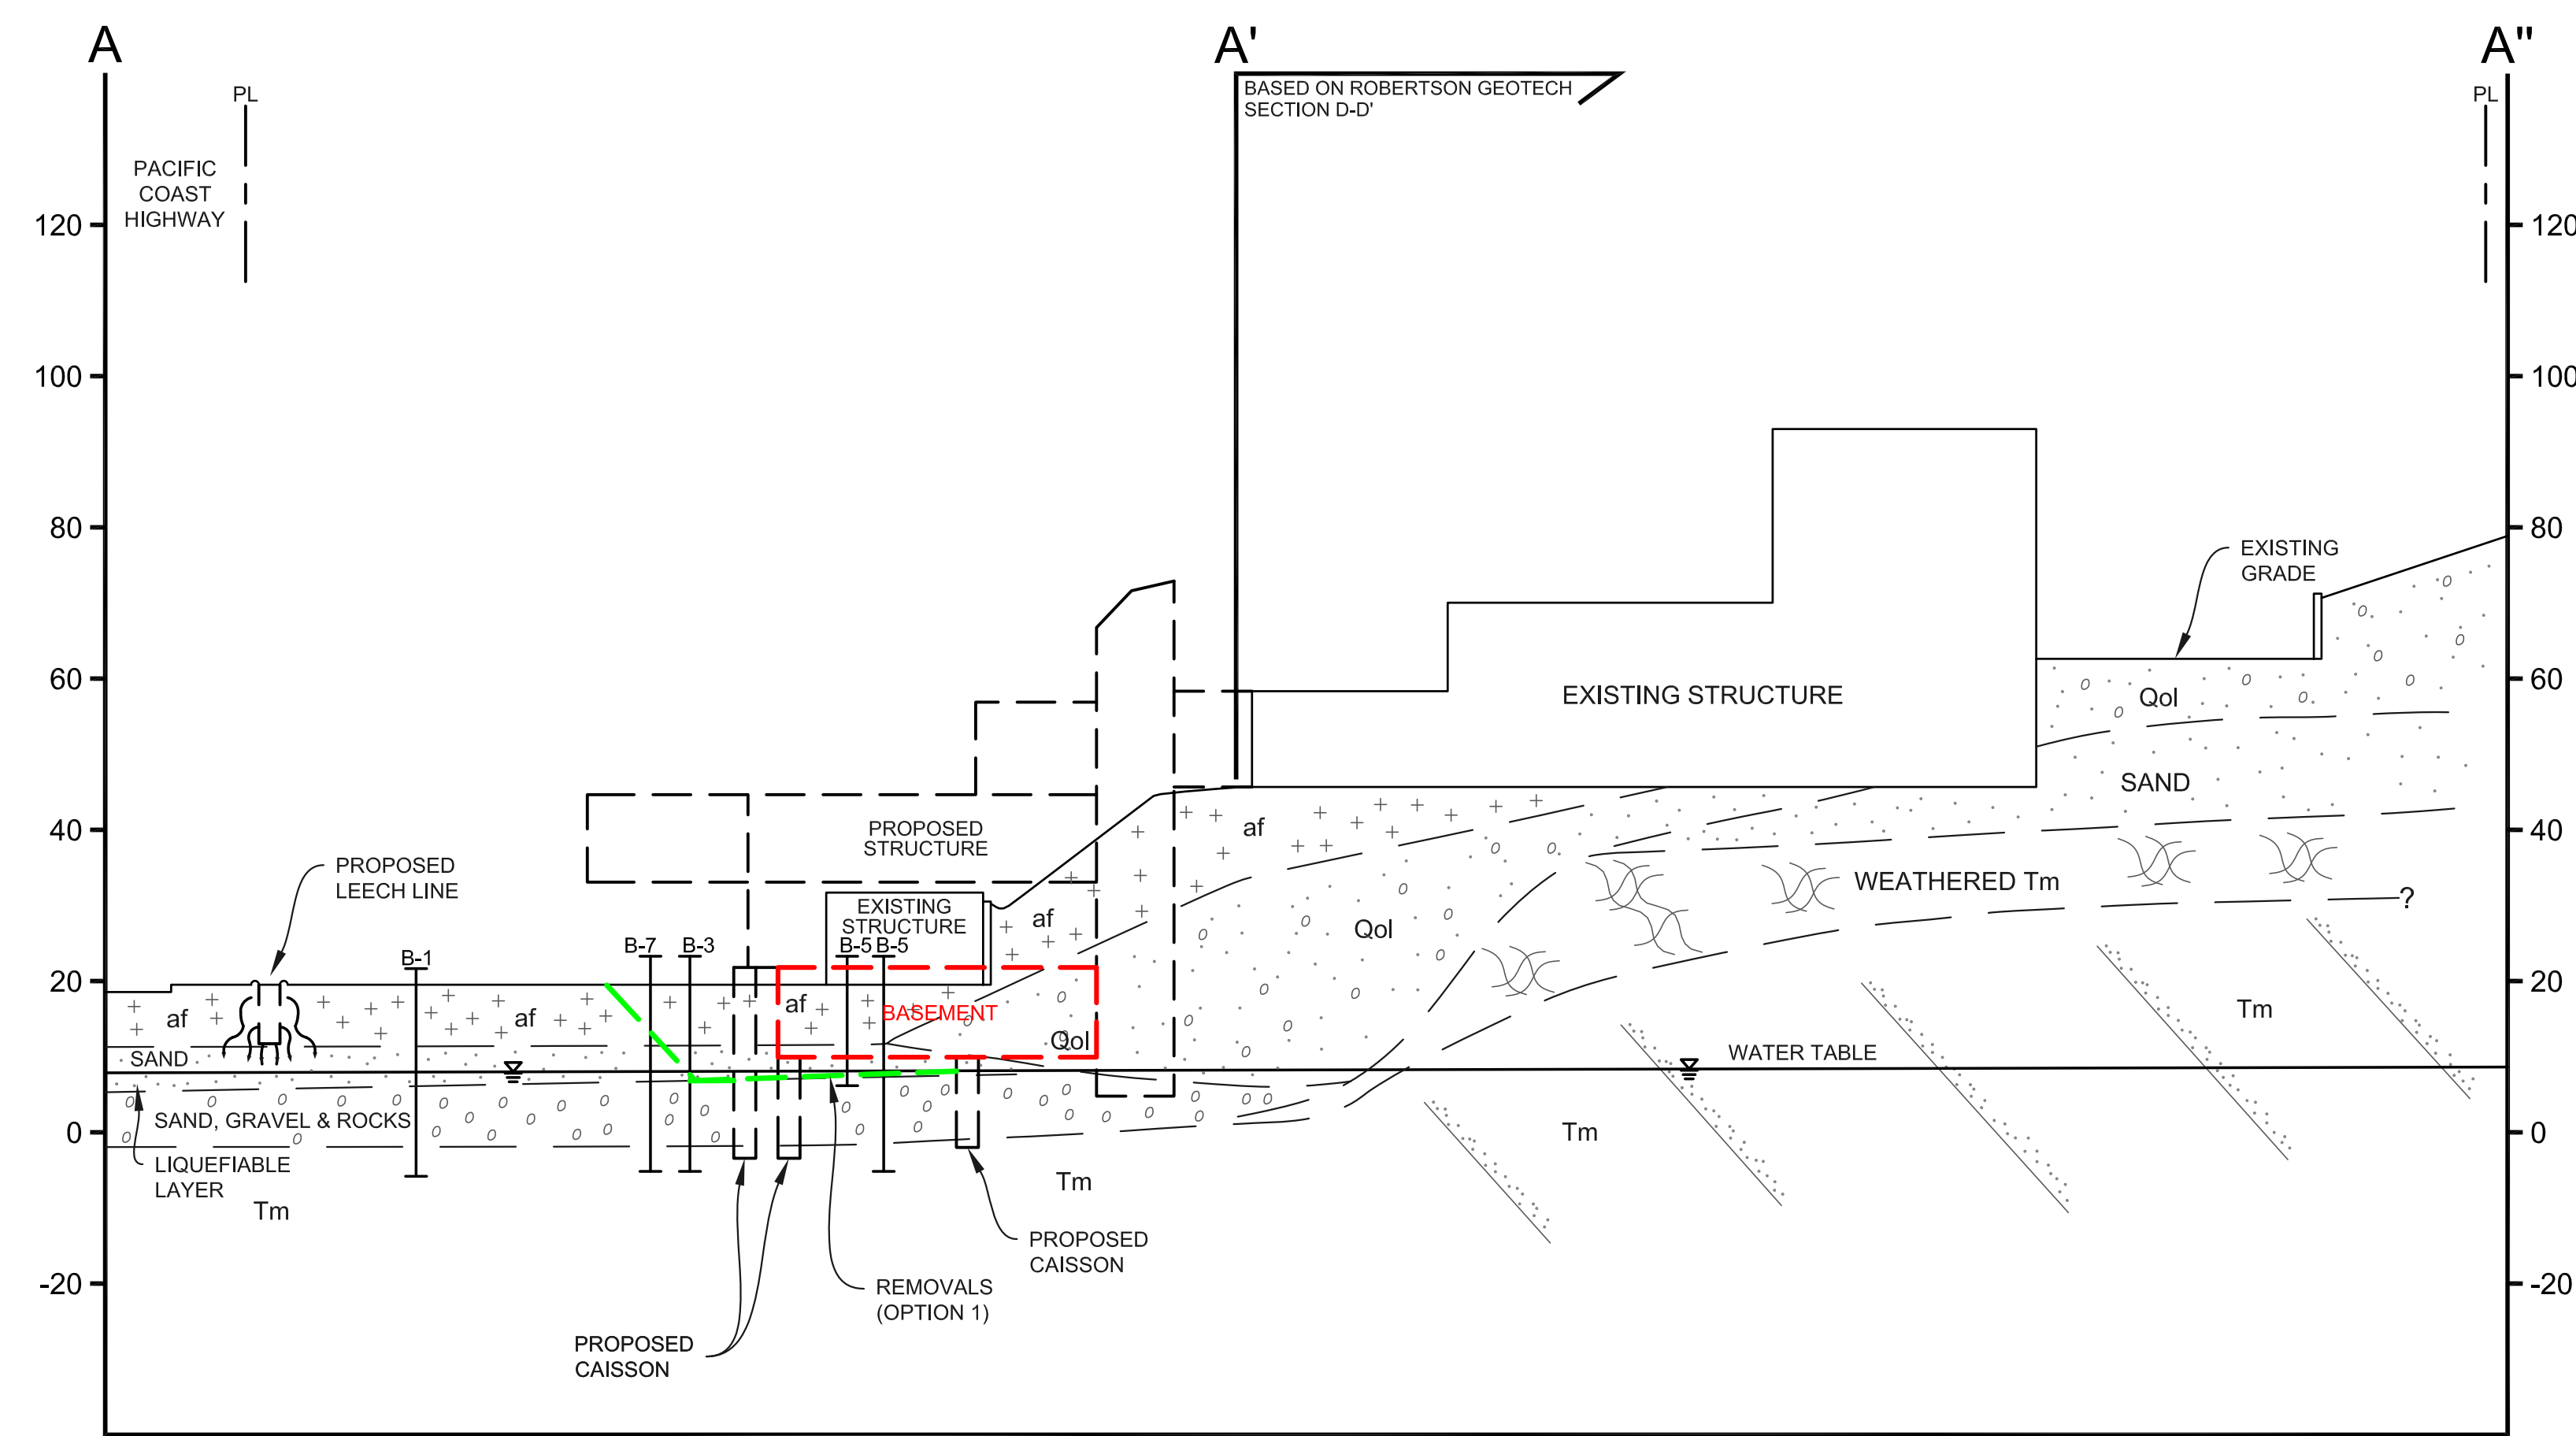 A
A'
A"
PL
BASED ON ROBERTSON GEOTECH
SECTION D-D'
PL
PACIFIC
COAST
HIGHWAY
120
120
100
100
80
80
EXISTING
GRADE
60
60
EXISTING STRUCTURE
Qol
SAND
40
40
PROPOSED
STRUCTURE
af
PROPOSED
LEECH LINE
WEATHERED Tm
?
EXISTING
STRUCTURE
af
Qol
B-1
B-7
B-3
B-5
B-5
20
20
af
af
af
BASEMENT
Qol
Tm
SAND
WATER TABLE
SAND, GRAVEL & ROCKS
0
0
Tm
LIQUEFIABLE
LAYER
Tm
Tm
PROPOSED
CAISSON
-20
-20
REMOVALS
(OPTION 1)
PROPOSED
CAISSON